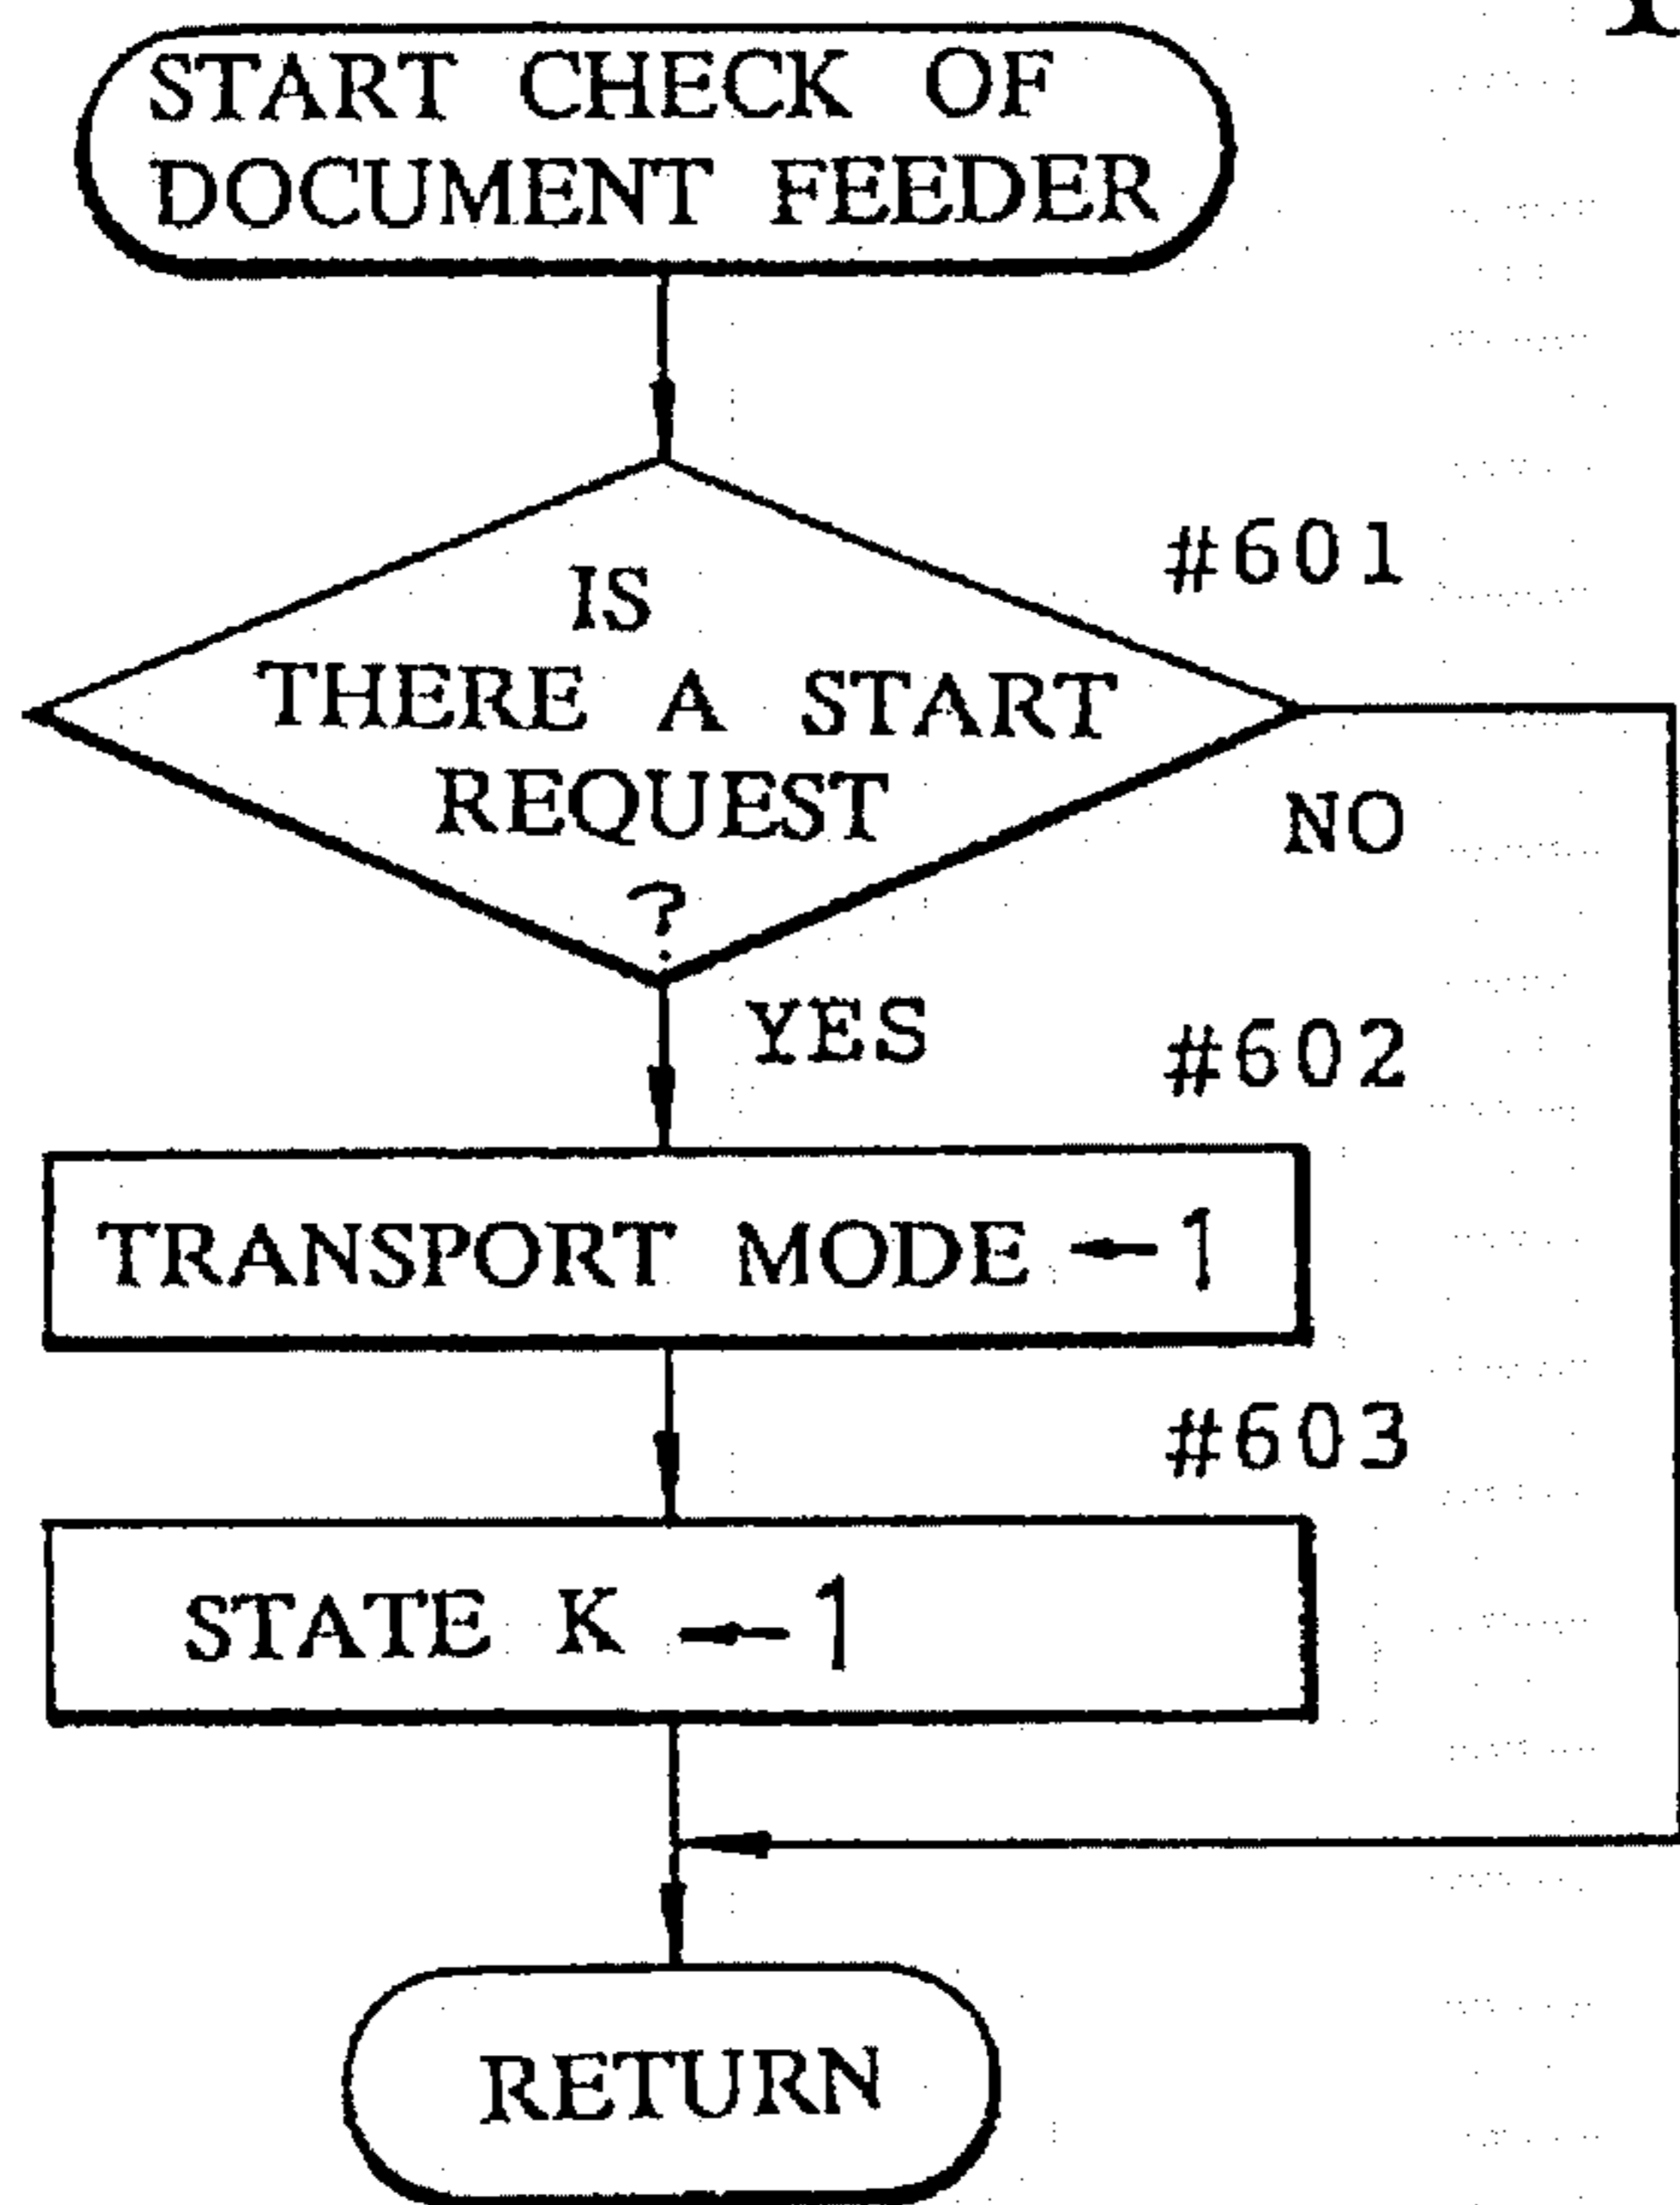 START CHECK OF
DOCUMENT FEEDER
#601
IS
THERE A START
REQUEST
?
NO
YES
#602
TRANSPORT MODE ← 1
#603
STATE K ← 1
RETURN